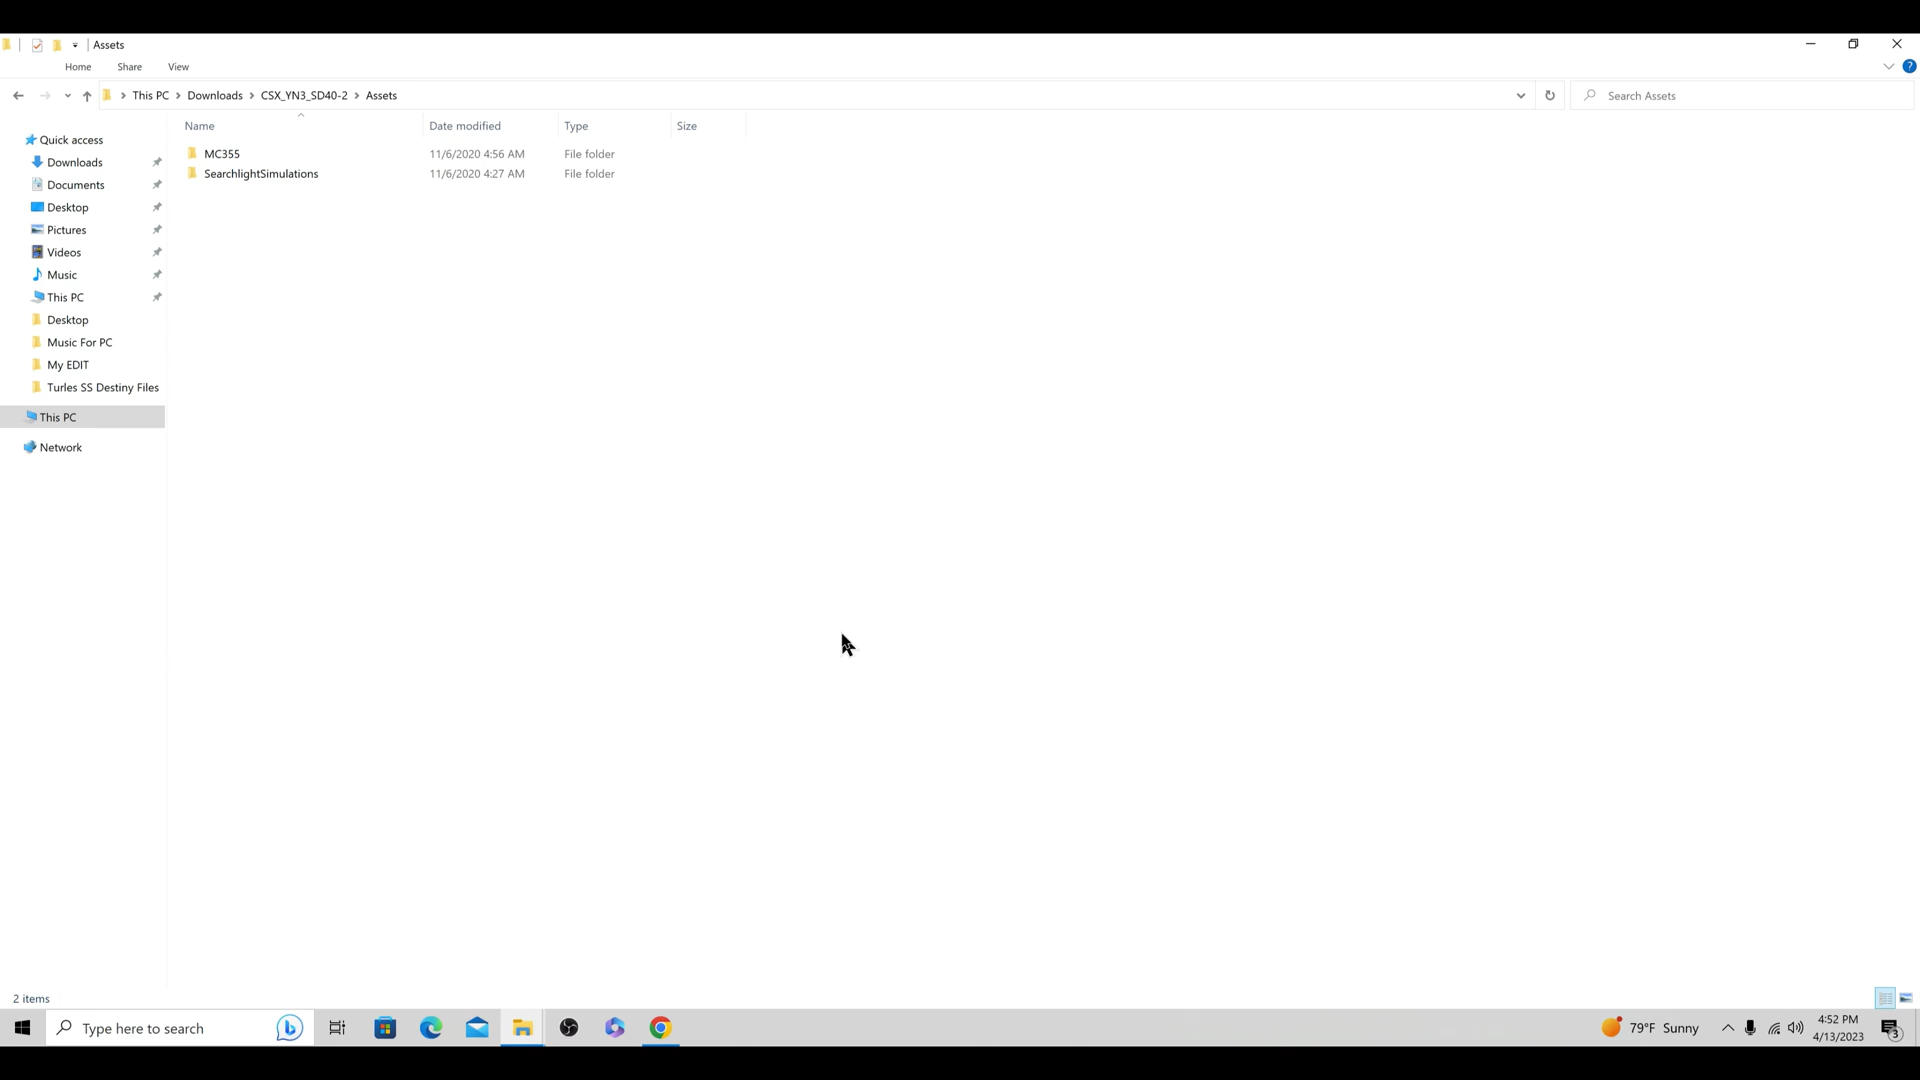 Assets
Home Share View
This PC Downloads CSX_YN3_SD40-2 Assets
Search Assets
Name Date modified Type Size
MC355 11/6/2020 4:56 AM File folder
SearchlightSimulations 11/6/2020 4:27 AM File folder
Quick access
Downloads
Documents
Desktop
Pictures
Videos
Music
This PC
Desktop
Music For PC
My EDIT
Turles SS Destiny Files
This PC
Network
2 items
Type here to search
79°F Sunny
4:52 PM
4/13/2023
3